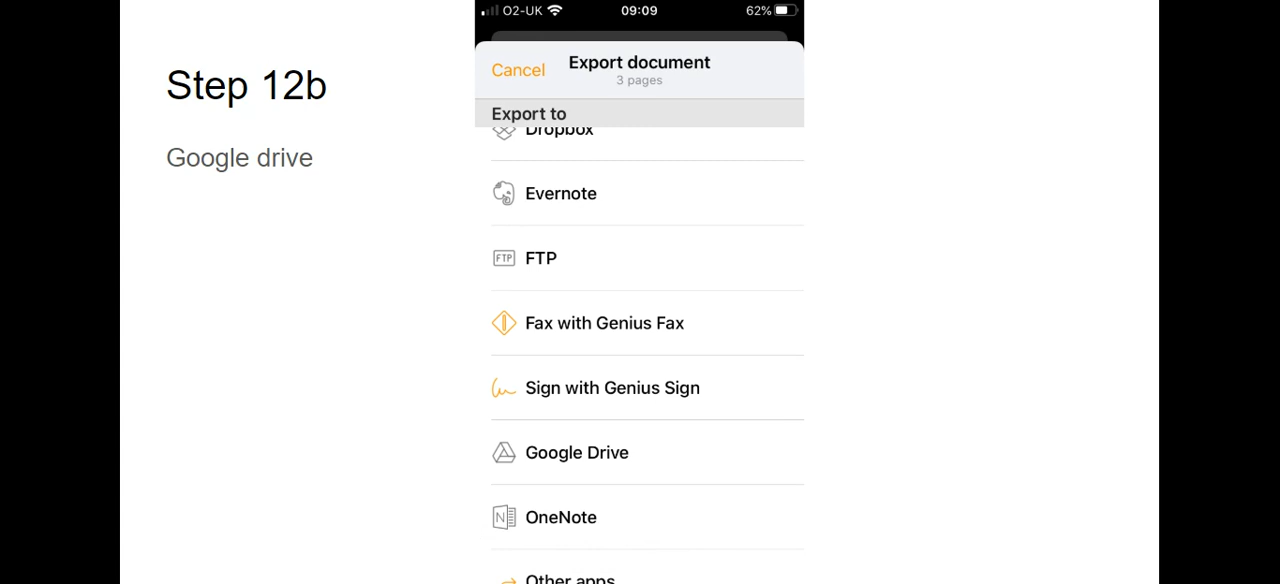 Step 12b
Google drive
O2-UK
09:09
62%
Cancel
Export document
3 pages
Export to
Dropbox
Evernote
FTP
FTP
Fax with Genius Fax
Sign with Genius Sign
Google Drive
N
OneNote
Other apps